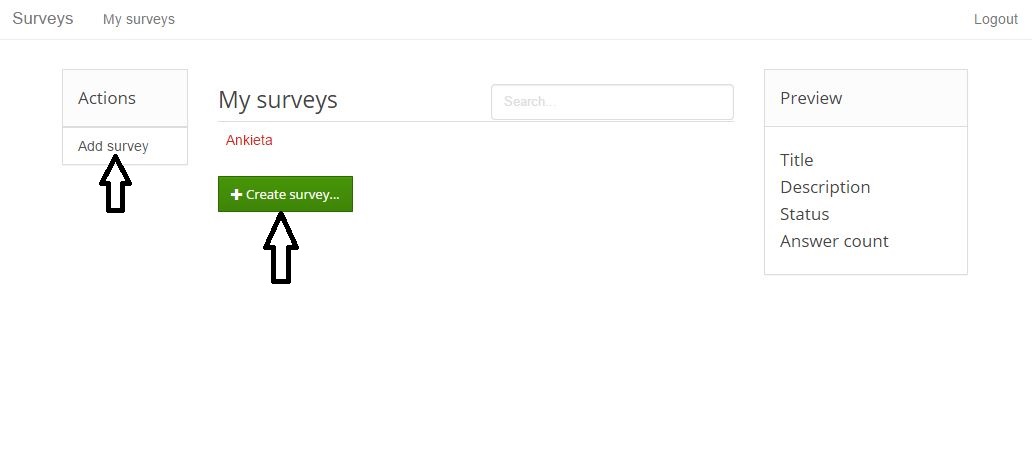 Surveys My surveys Logout
Actions
Add survey
My surveys
Search...
Ankieta
Create survey...
Preview
Title
Description
Status
Answer count